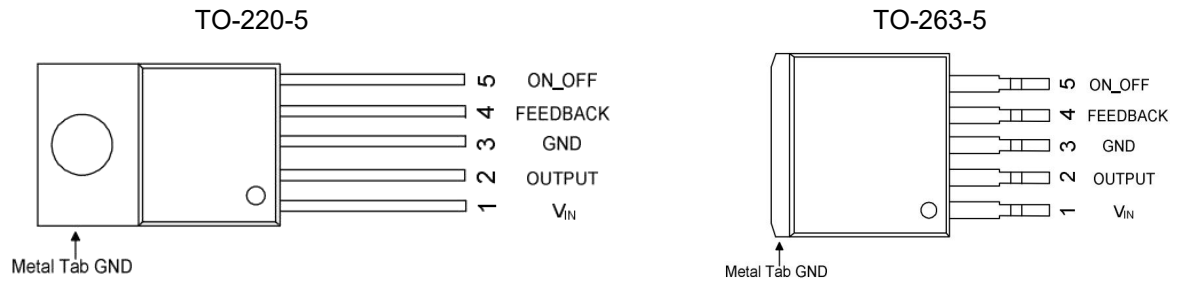 TO-220-5
5 ON_OFF
4 FEEDBACK
3 GND
2 OUTPUT
1 VIN
Metal Tab GND
TO-263-5
5 ON_OFF
4 FEEDBACK
3 GND
2 OUTPUT
1 VIN
Metal Tab GND